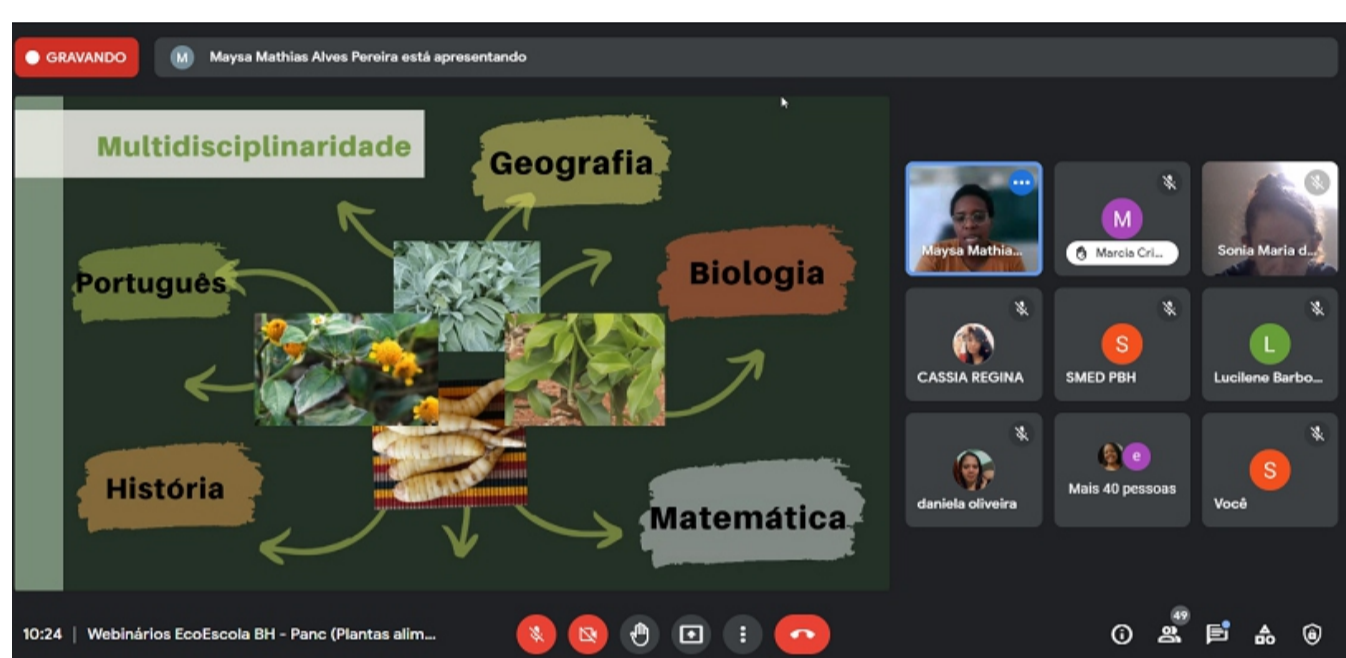 GRAVANDO
M
Maysa Mathias Alves Pereira está apresentando
Multidisciplinaridade
Geografia
Português
Biologia
História
Matemática
Maysa Mathia...
M
Marcia Cri...
Sonia Maria d...
CASSIA REGINA
S
SMED PBH
L
Lucilene Barbo...
daniela oliveira
e
Mais 40 pessoas
S
Você
10:24 | Webinários EcoEscola BH - Panc (Plantas alim...
49